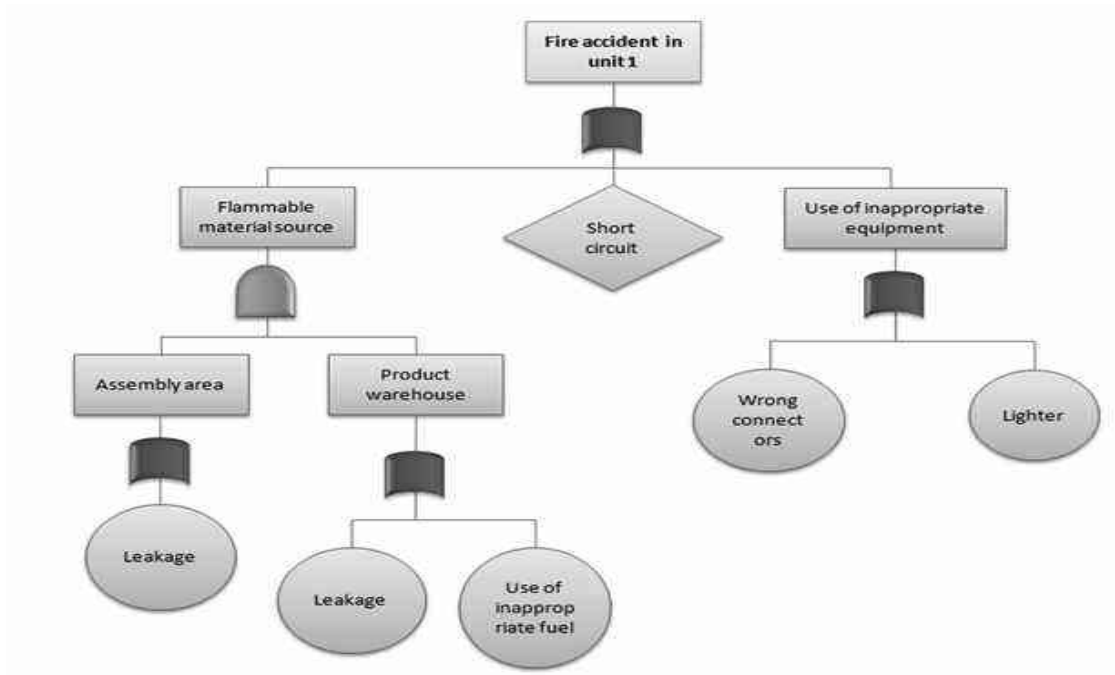 Fire accident in
unit 1
Flammable
material source
Short
circuit
Use of inappropriate
equipment
Assembly area
Product
warehouse
Wrong
connect
ors
Lighter
Leakage
Leakage
Use of
inapprop
riate fuel